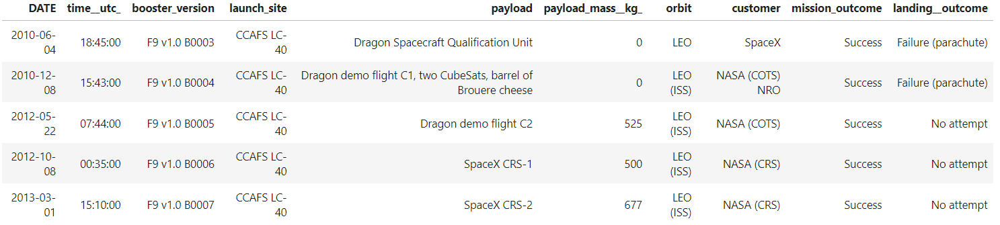 DATE time__utc_ booster_version launch_site payload payload_mass__kg_ orbit customer mission_outcome landing__outcome
2010-06-
04 18:45:00 F9 v1.0 B0003 CCAFS LC-
40 Dragon Spacecraft Qualification Unit 0 LEO SpaceX Success Failure (parachute)
2010-12-
08 15:43:00 F9 v1.0 B0004 CCAFS LC-
40 Dragon demo flight C1, two CubeSats, barrel of
Brouere cheese 0 LEO
(ISS) NASA (COTS)
NRO Success Failure (parachute)
2012-05-
22 07:44:00 F9 v1.0 B0005 CCAFS LC-
40 Dragon demo flight C2 525 LEO
(ISS) NASA (COTS) Success No attempt
2012-10-
08 00:35:00 F9 v1.0 B0006 CCAFS LC-
40 SpaceX CRS-1 500 LEO
(ISS) NASA (CRS) Success No attempt
2013-03-
01 15:10:00 F9 v1.0 B0007 CCAFS LC-
40 SpaceX CRS-2 677 LEO
(ISS) NASA (CRS) Success No attempt